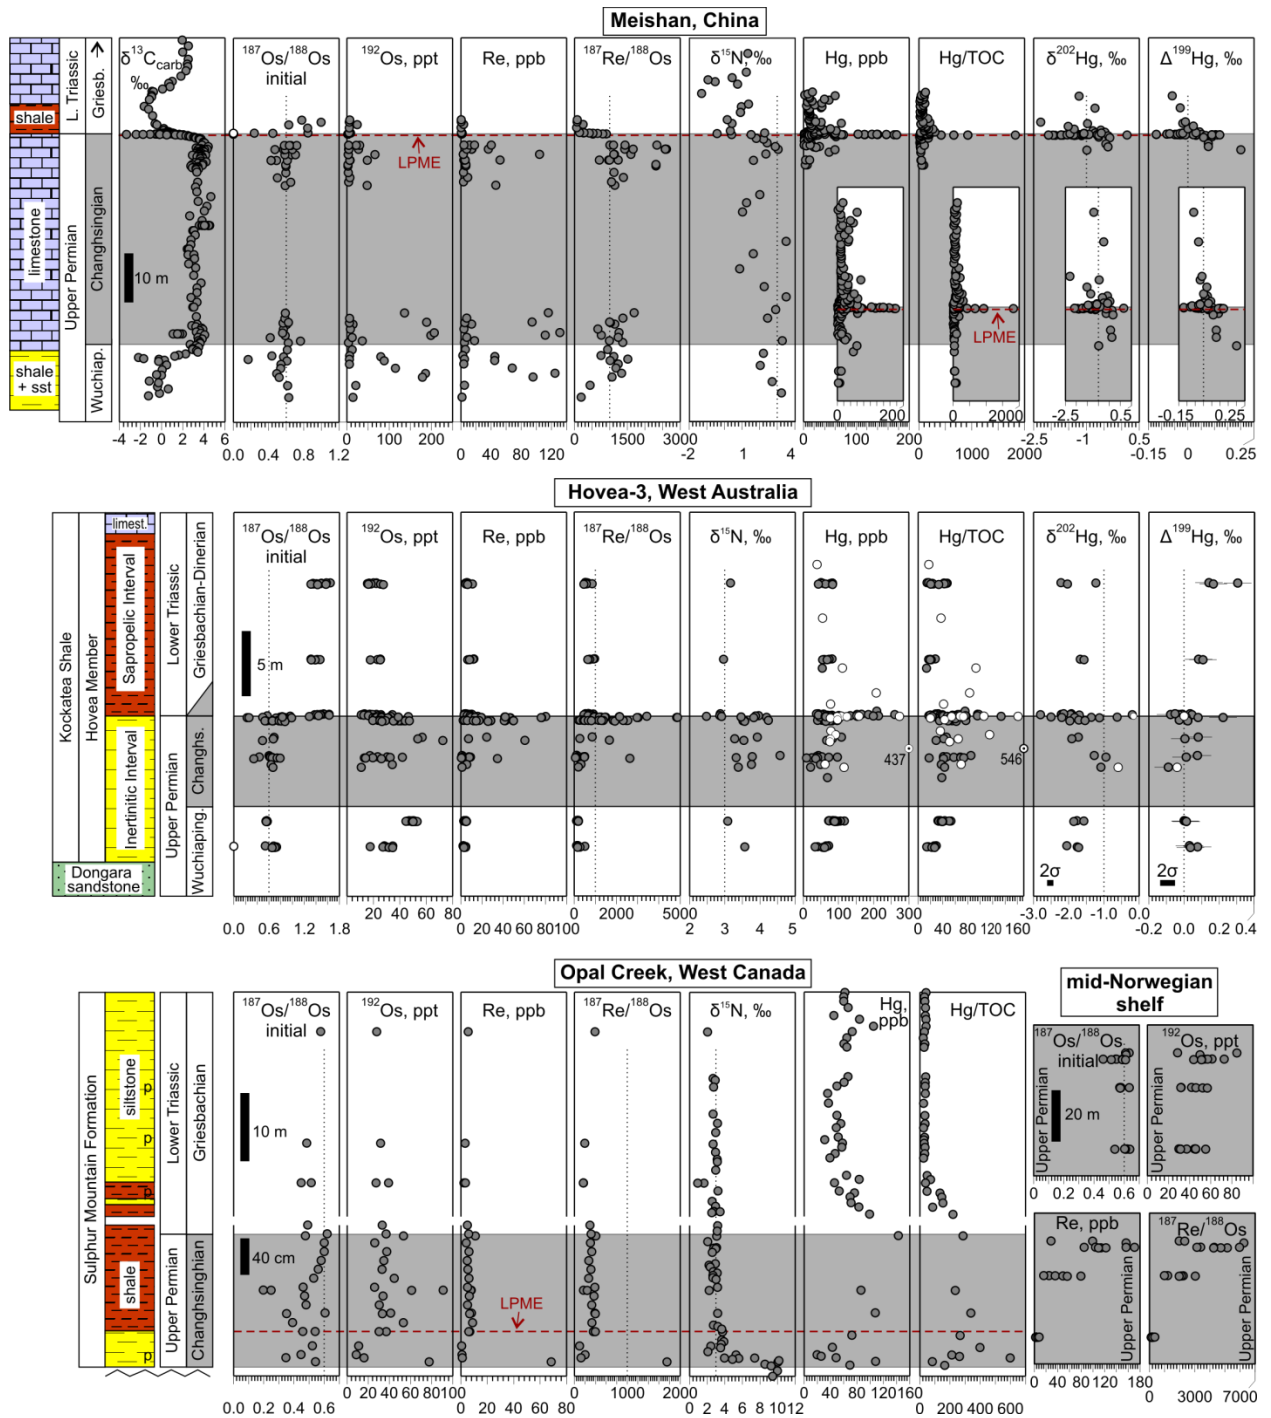 Meishan, China
δ13Ccarb ‰
187Os/188Os initial
192Os, ppt
Re, ppb
187Re/188Os
δ15N, ‰
Hg, ppb
Hg/TOC
δ202Hg, ‰
Δ199Hg, ‰
L. Triassic
Griesb.
shale
LPME
limestone
Upper Permian
Changhsingian
10 m
LPME
shale + sst
Wuchiap.
0 200
0 2000
-2.5 0.5
-0.15 0.25
-4 -2 0 2 4 6
0.0 0.4 0.8 1.2
0 100 200
0 40 80 120
0 1500 3000
-2 1 4
0 100 200
0 1000 2000
-2.5 -1 0.5
-0.15 0 0.25
Hovea-3, West Australia
187Os/188Os initial
192Os, ppt
Re, ppb
187Re/188Os
δ15N, ‰
Hg, ppb
Hg/TOC
δ202Hg, ‰
Δ199Hg, ‰
limest.
Kockatea Shale
Hovea Member
Sapropelic Interval
Lower Triassic
Griesbachian-Dinerian
5 m
Inertinitic Interval
Upper Permian
Changhs.
437
546
Wuchiaping.
Dongara sandstone
2σ
2σ
0.0 0.6 1.2 1.8
20 40 60 80
0 20 40 60 80 100
0 2000 5000
2 3 4 5
0 100 200 300
0 40 80 120 160
-3.0 -1.0 0.0
-0.2 0.0 0.2 0.4
Opal Creek, West Canada
mid-Norwegian shelf
187Os/188Os initial
192Os, ppt
Re, ppb
187Re/188Os
δ15N, ‰
Hg, ppb
Hg/TOC
Sulphur Mountain Formation
siltstone
p
p
p
Lower Triassic
Griesbachian
10 m
shale
p
Upper Permian
Changhsinghian
40 cm
LPME
0.2 0.4 0.6
0 20 40 60 80 100
0 20 40 60 80 100
0 1000 2000
0 2 4 6 8 10 12
0 40 80 120 160
0 200 400 600
187Os/188Os initial
Upper Permian
20 m
0 0.2 0.4 0.6
192Os, ppt
Upper Permian
0 20 40 60 80
Re, ppb
Upper Permian
0 40 80 120 180
187Re/188Os
Upper Permian
0 3000 7000